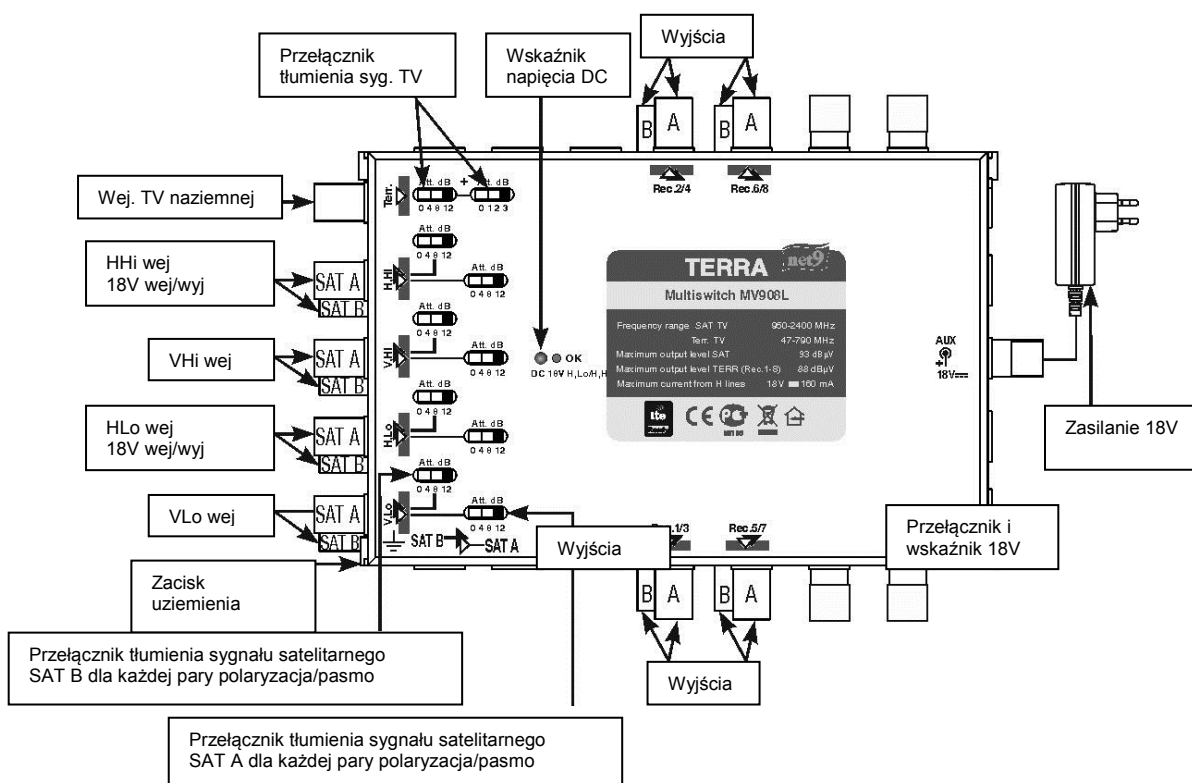 Wyjścia
Przełącznik
tłumienia syg. TV
Wskaźnik
napięcia DC
B A B A
Rec.2/4 Rec.6/8
Wej. TV naziemnej
Terr.
Att. dB + Att. dB
0 4 8 12 0 1 2 3
HHi wej
18V wej/wyj
SAT A
SAT B
H,Hi
Att. dB
0 4 8 12
Att. dB
0 4 8 12
VHi wej
SAT A
SAT B
V,Hi
Att. dB
0 4 8 12
Att. dB
0 4 8 12
HLo wej
18V wej/wyj
SAT A
SAT B
H,Lo
Att. dB
0 4 8 12
Att. dB
0 4 8 12
VLo wej
SAT A
SAT B
V,Lo
Att. dB
0 4 8 12
Att. dB
0 4 8 12
SAT B SAT A
OK
DC 18V H,Lo/H,H
TERRA net9
Multiswitch MV908L
Frequency range SAT TV 950-2400 MHz
Terr. TV 47-790 MHz
Maximum output level SAT 93 dBµV
Maximum output level TERR (Rec.1-8) 88 dBµV
Maximum current from H lines 18V 160 mA
lte
CE
AUX
18V
Zasilanie 18V
Przełącznik i
wskaźnik 18V
Wyjścia
.1/3 Rec.5/7
B A B A
Wyjścia
Zacisk
uziemienia
Przełącznik tłumienia sygnału satelitarnego
SAT B dla każdej pary polaryzacja/pasmo
Przełącznik tłumienia sygnału satelitarnego
SAT A dla każdej pary polaryzacja/pasmo